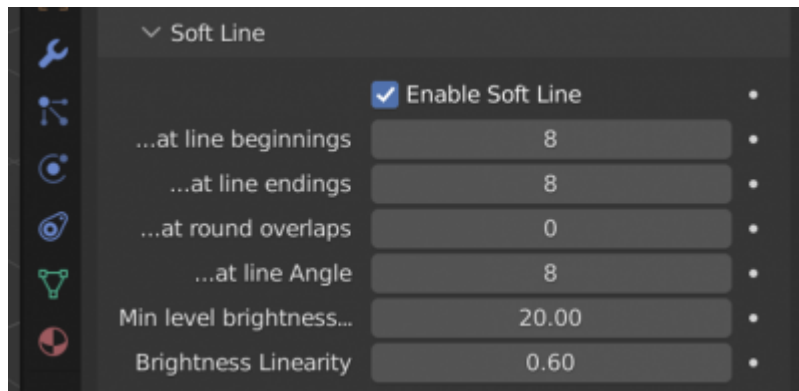 Soft Line
Enable Soft Line
...at line beginnings 8
...at line endings 8
...at round overlaps 0
...at line Angle 8
Min level brightness... 20.00
Brightness Linearity 0.60